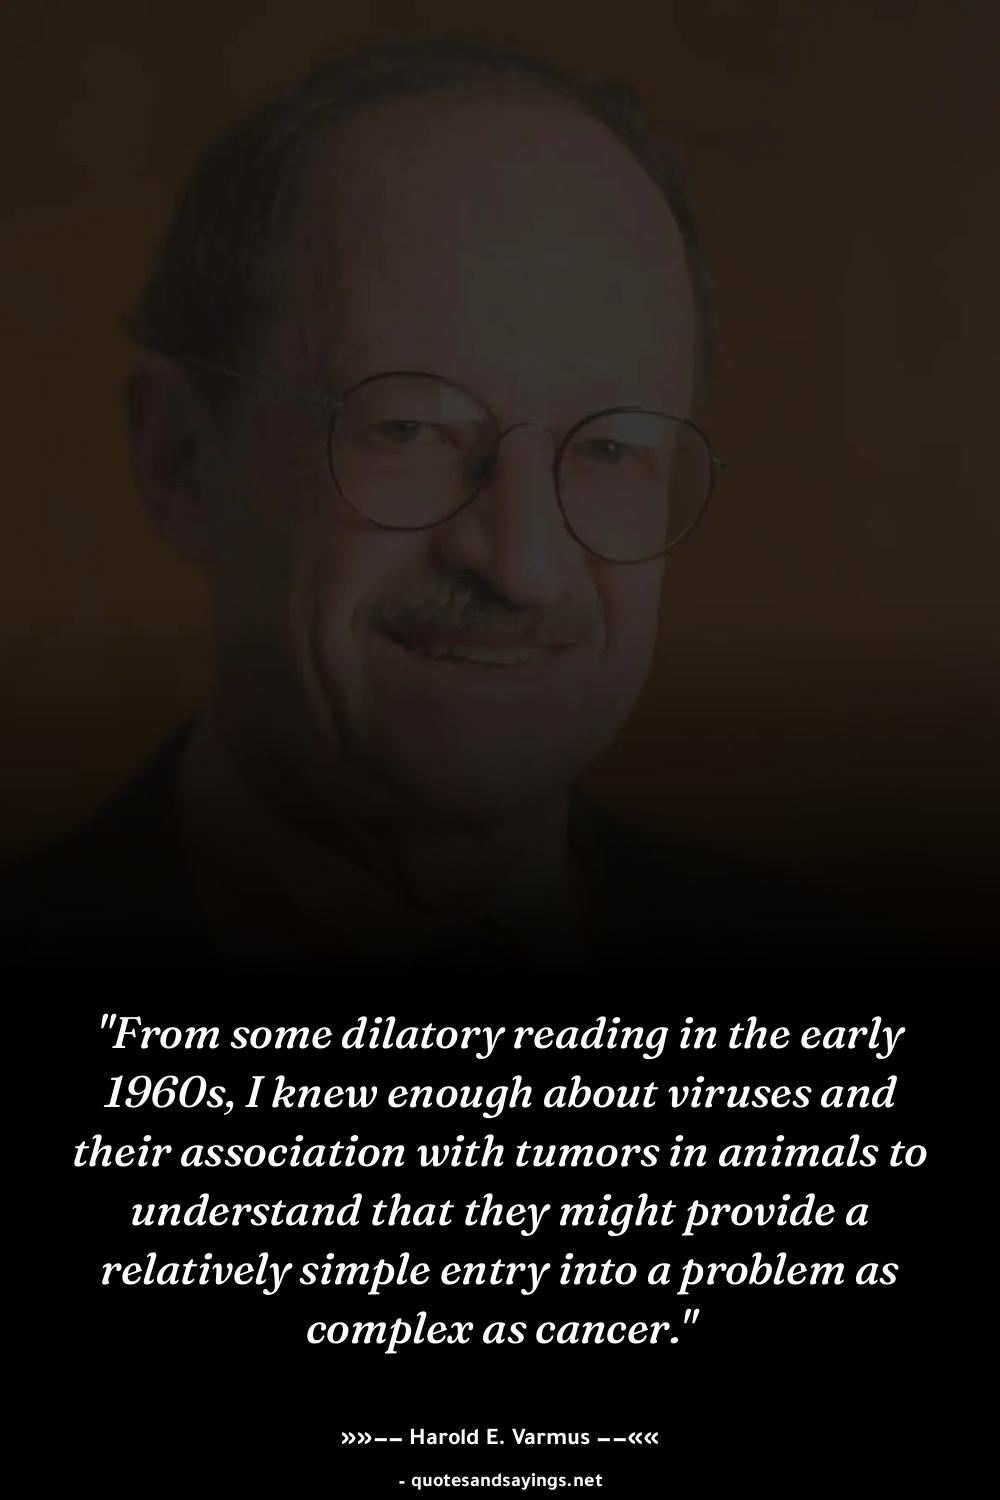 "From some dilatory reading in the early
1960s, I knew enough about viruses and
their association with tumors in animals to
understand that they might provide a
relatively simple entry into a problem as
complex as cancer."
»»−− Harold E. Varmus −−««
- quotesandsayings.net